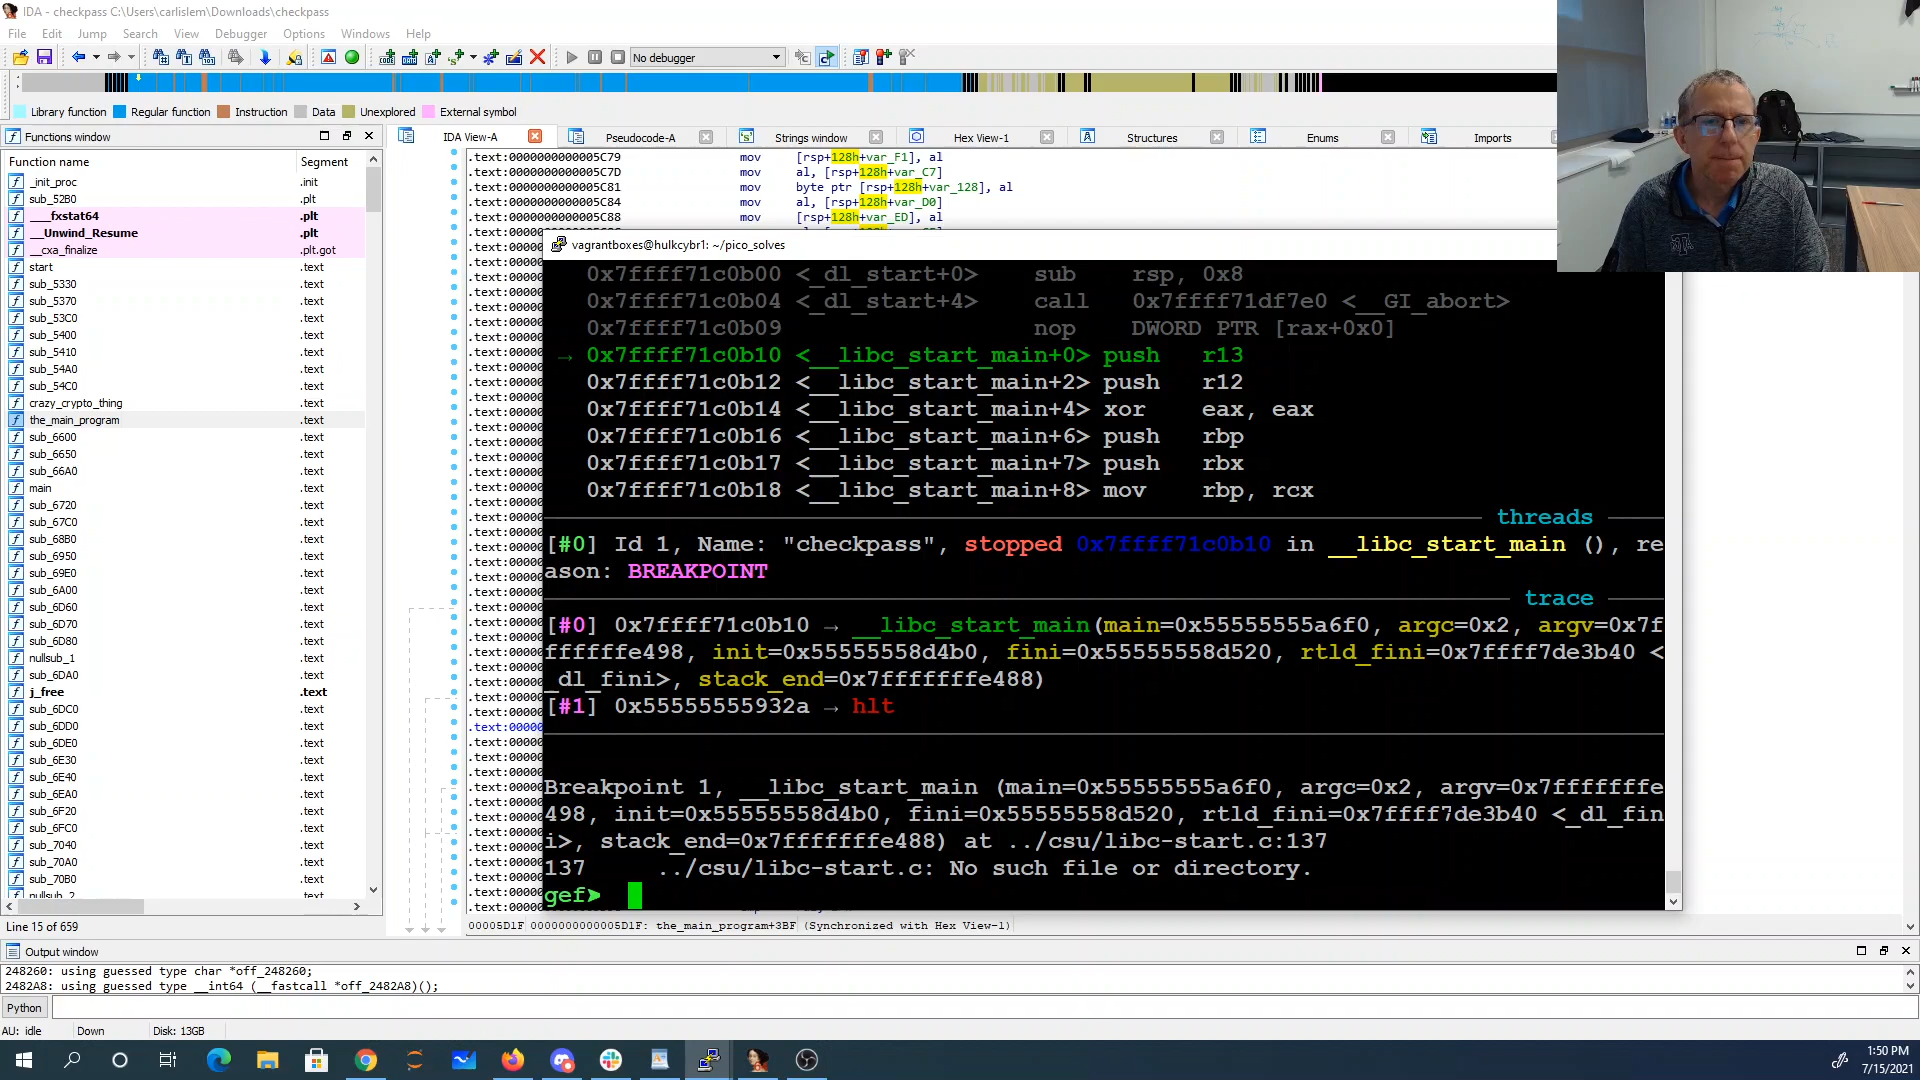 IDA - checkpass C:\Users\carlislem\Downloads\checkpass
File Edit Jump Search View Debugger Options Windows Help
No debugger
Library function Regular function Instruction Data Unexplored External symbol
Functions window
IDA View-A Pseudocode-A Strings window Hex View-1 Structures Enums Imports
Function name Segment
_init_proc .init
sub_52B0 .plt
___fxstat64 .plt
__Unwind_Resume .plt
__cxa_finalize .plt.got
start .text
sub_5330 .text
sub_5370 .text
sub_53C0 .text
sub_5400 .text
sub_5410 .text
sub_54A0 .text
sub_54C0 .text
crazy_crypto_thing .text
the_main_program .text
sub_6600 .text
sub_6650 .text
sub_66A0 .text
main .text
sub_6720 .text
sub_67C0 .text
sub_68B0 .text
sub_6950 .text
sub_69E0 .text
sub_6A00 .text
sub_6D60 .text
sub_6D70 .text
sub_6D80 .text
nullsub_1 .text
sub_6DA0 .text
j_free .text
sub_6DC0 .text
sub_6DD0 .text
sub_6DE0 .text
sub_6E30 .text
sub_6E40 .text
sub_6EA0 .text
sub_6F20 .text
sub_6FC0 .text
sub_7040 .text
sub_70A0 .text
sub_70B0 .text
nullsub_2 .text
Line 15 of 659
.text:0000000000005C79 mov [rsp+128h+var_F1], al
.text:0000000000005C7D mov al, [rsp+128h+var_C7]
.text:0000000000005C81 mov byte ptr [rsp+128h+var_128], al
.text:0000000000005C84 mov al, [rsp+128h+var_D0]
.text:0000000000005C88 mov [rsp+128h+var_ED], al
vagrantboxes@hulkcybr1: ~/pico_solves
0x7ffff71c0b00 <_dl_start+0> sub rsp, 0x8
0x7ffff71c0b04 <_dl_start+4> call 0x7ffff71df7e0 <__GI_abort>
0x7ffff71c0b09 nop DWORD PTR [rax+0x0]
→ 0x7ffff71c0b10 <__libc_start_main+0> push r13
0x7ffff71c0b12 <__libc_start_main+2> push r12
0x7ffff71c0b14 <__libc_start_main+4> xor eax, eax
0x7ffff71c0b16 <__libc_start_main+6> push rbp
0x7ffff71c0b17 <__libc_start_main+7> push rbx
0x7ffff71c0b18 <__libc_start_main+8> mov rbp, rcx
threads
[#0] Id 1, Name: "checkpass", stopped 0x7ffff71c0b10 in __libc_start_main (), re
ason: BREAKPOINT
trace
[#0] 0x7ffff71c0b10 → __libc_start_main(main=0x55555555a6f0, argc=0x2, argv=0x7f
ffffffe498, init=0x55555558d4b0, fini=0x55555558d520, rtld_fini=0x7ffff7de3b40 <
_dl_fini>, stack_end=0x7fffffffe488)
[#1] 0x55555555932a → hlt
Breakpoint 1, __libc_start_main (main=0x55555555a6f0, argc=0x2, argv=0x7fffffffe
498, init=0x55555558d4b0, fini=0x55555558d520, rtld_fini=0x7ffff7de3b40 <_dl_fin
i>, stack_end=0x7fffffffe488) at ../csu/libc-start.c:137
137 ../csu/libc-start.c: No such file or directory.
gef➤
00005D1F 0000000000005D1F: the_main_program+3BF (Synchronized with Hex View-1)
Output window
248260: using guessed type char *off_248260;
2482A8: using guessed type __int64 (__fastcall *off_2482A8)();
Python
AU: idle Down Disk: 13GB
1:50 PM
7/15/2021